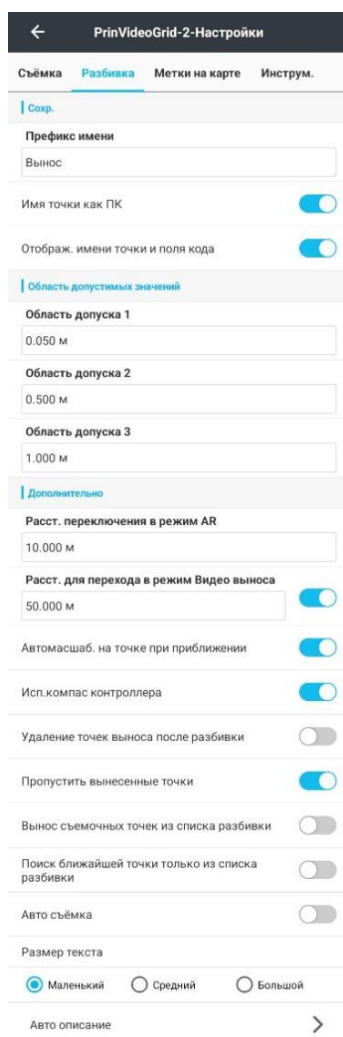 PrinVideoGrid-2-Настройки
Съёмка Разбивка Метки на карте Инструм.
Сохр.
Префикс имени
Вынос
Имя точки как ПК
Отображ. имени точки и поля кода
Область допустимых значений
Область допуска 1
0.050 м
Область допуска 2
0.500 м
Область допуска 3
1.000 м
Дополнительно
Расст. переключения в режим AR
10.000 м
Расст. для перехода в режим Видео выноса
50.000 м
Автомасшаб. на точке при приближении
Исп.компас контроллера
Удаление точек выноса после разбивки
Пропустить вынесенные точки
Вынос съемочных точек из списка разбивки
Поиск ближайшей точки только из списка
разбивки
Авто съёмка
Размер текста
Маленький Средний Большой
Авто описание